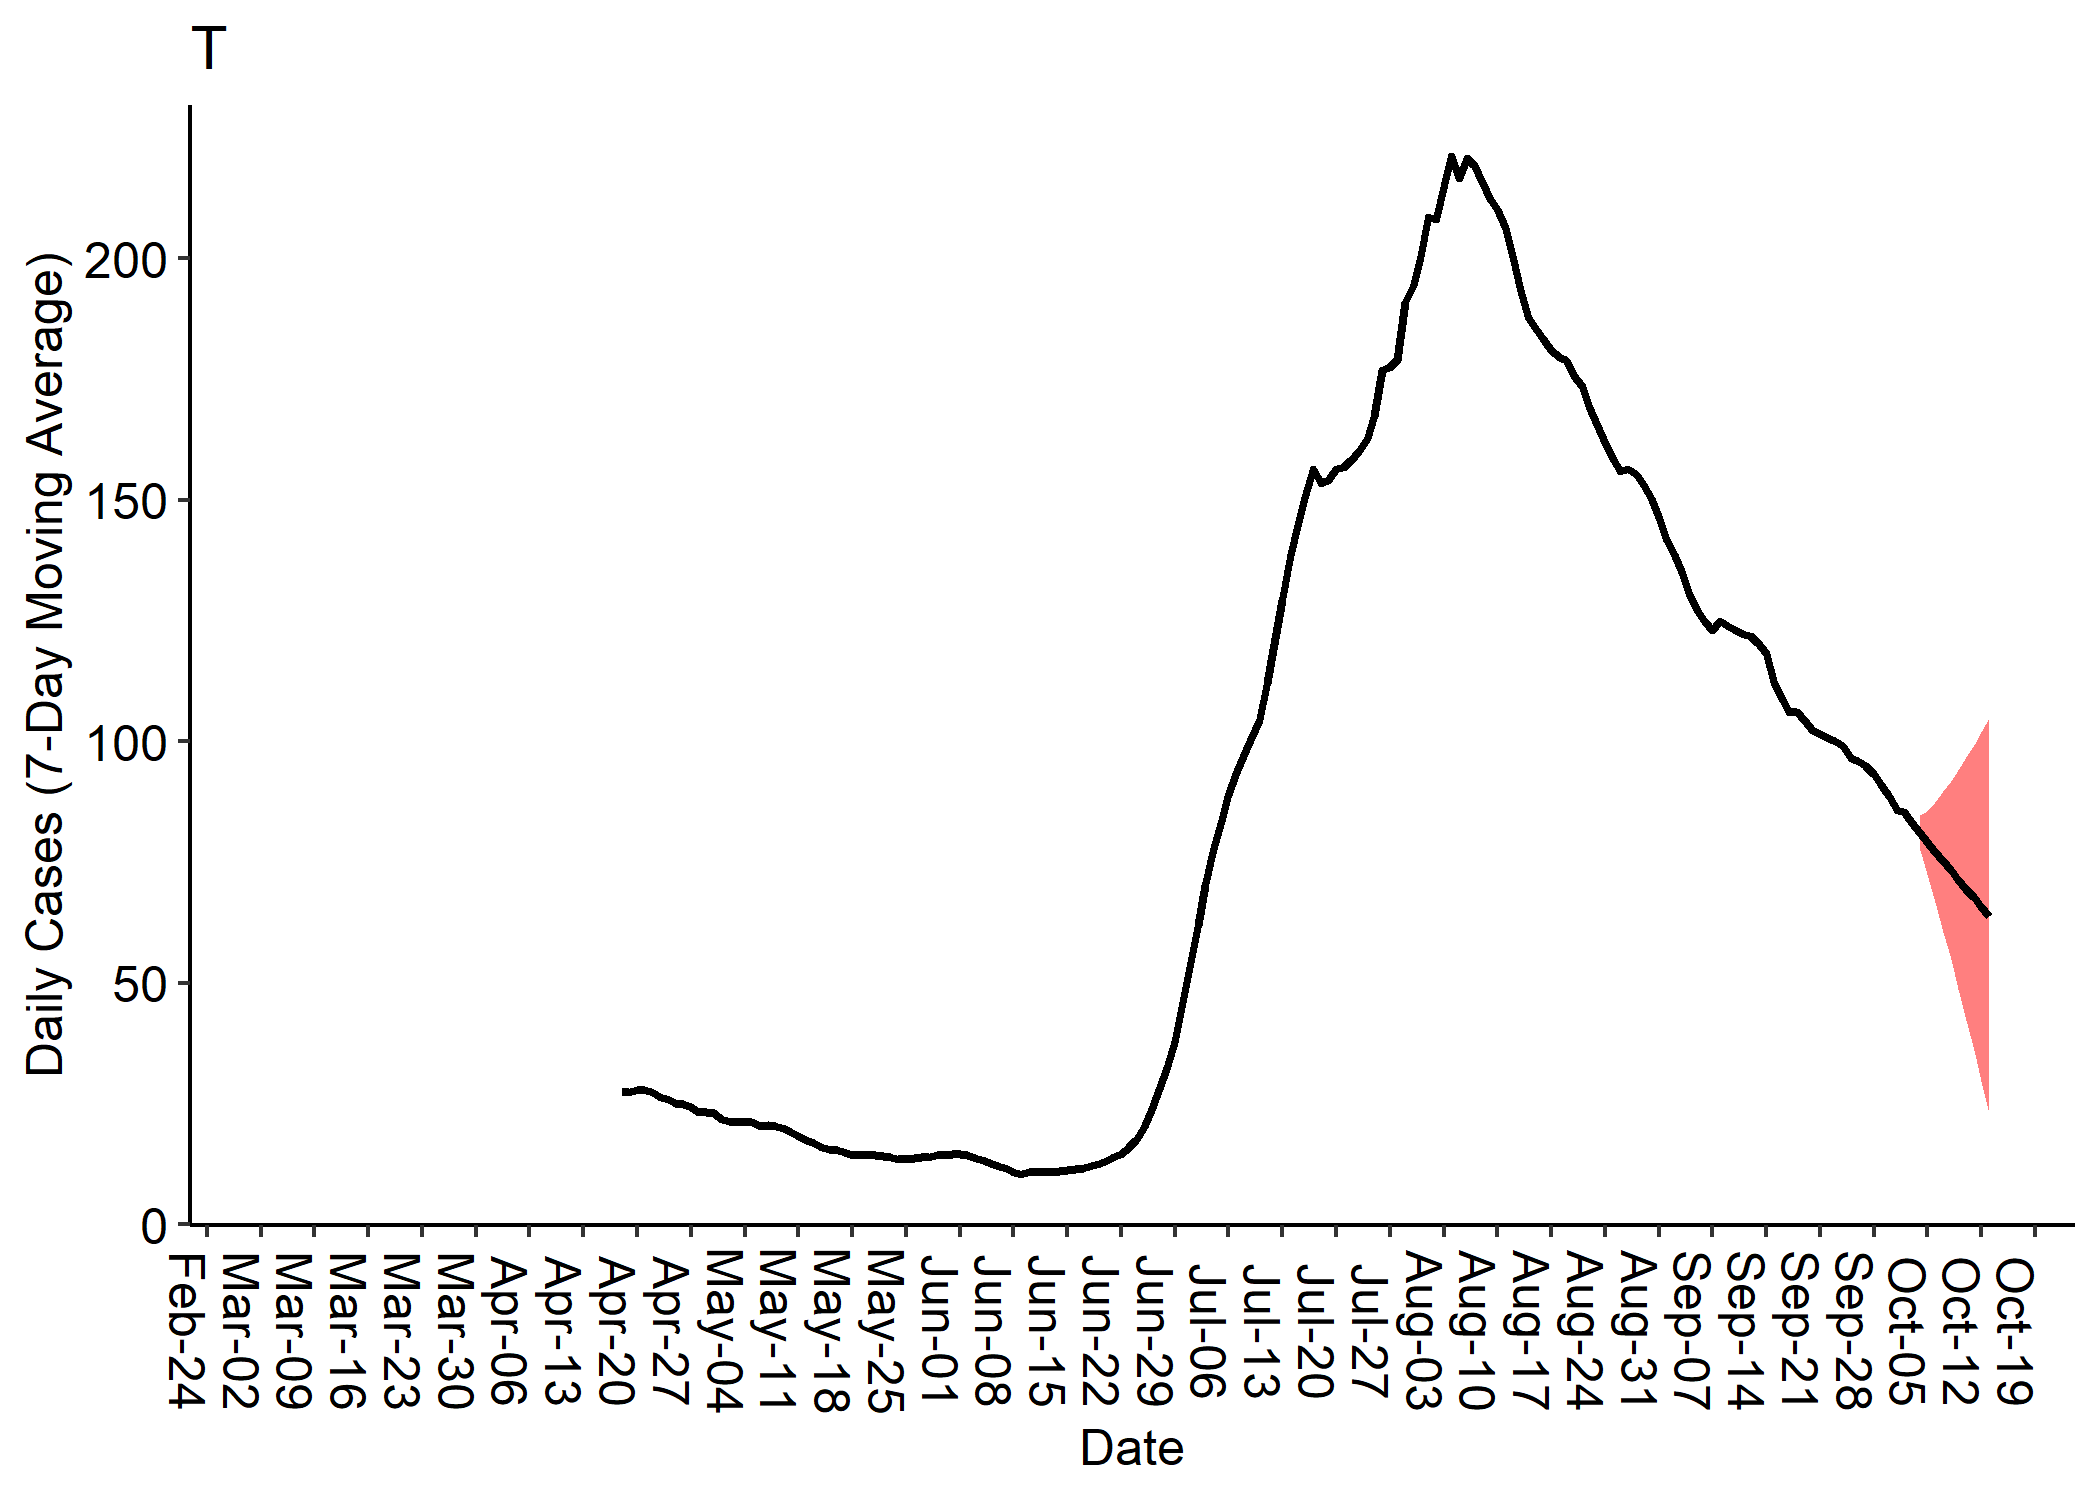 T
Daily Cases (7-Day Moving Average)
200
150
100
50
0
Feb-24
Mar-02
Mar-09
Mar-16
Mar-23
Mar-30
Apr-06
Apr-13
Apr-20
Apr-27
May-04
May-11
May-18
May-25
Jun-01
Jun-08
Jun-15
Jun-22
Jun-29
Jul-06
Jul-13
Jul-20
Jul-27
Aug-03
Aug-10
Aug-17
Aug-24
Aug-31
Sep-07
Sep-14
Sep-21
Sep-28
Oct-05
Oct-12
Oct-19
Date